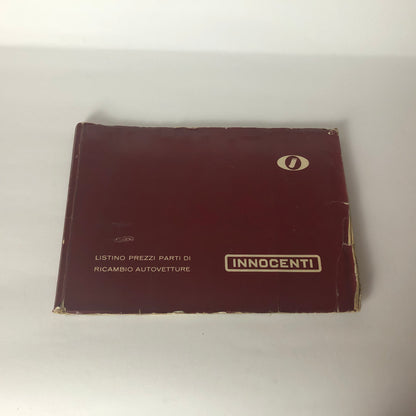 LISTINO PREZZI PARTI DI
RICAMBIO AUTOVETTURE
INNOCENTI